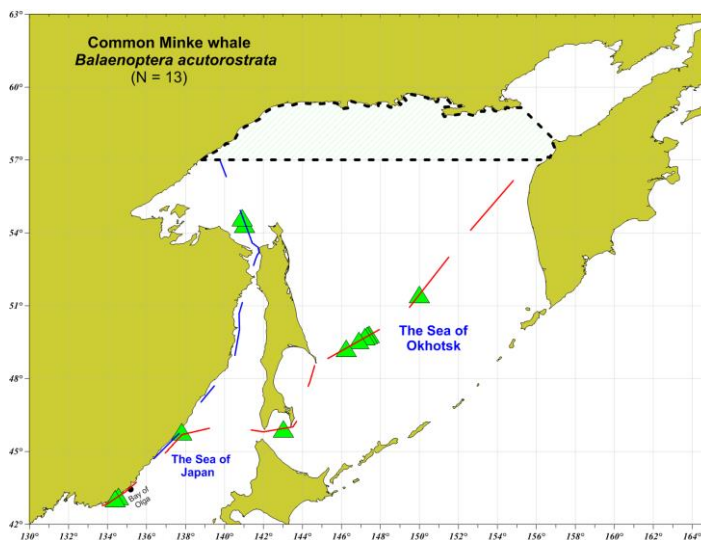 Common Minke whale
Balaenoptera acutorostrata
(N = 13)
63°
60°
57°
54°
51°
48°
45°
42°
The Sea of
Okhotsk
The Sea of
Japan
Bay of
Olga
130° 132° 134° 136° 138° 140° 142° 144° 146° 148° 150° 152° 154° 156° 158° 160° 162° 164°